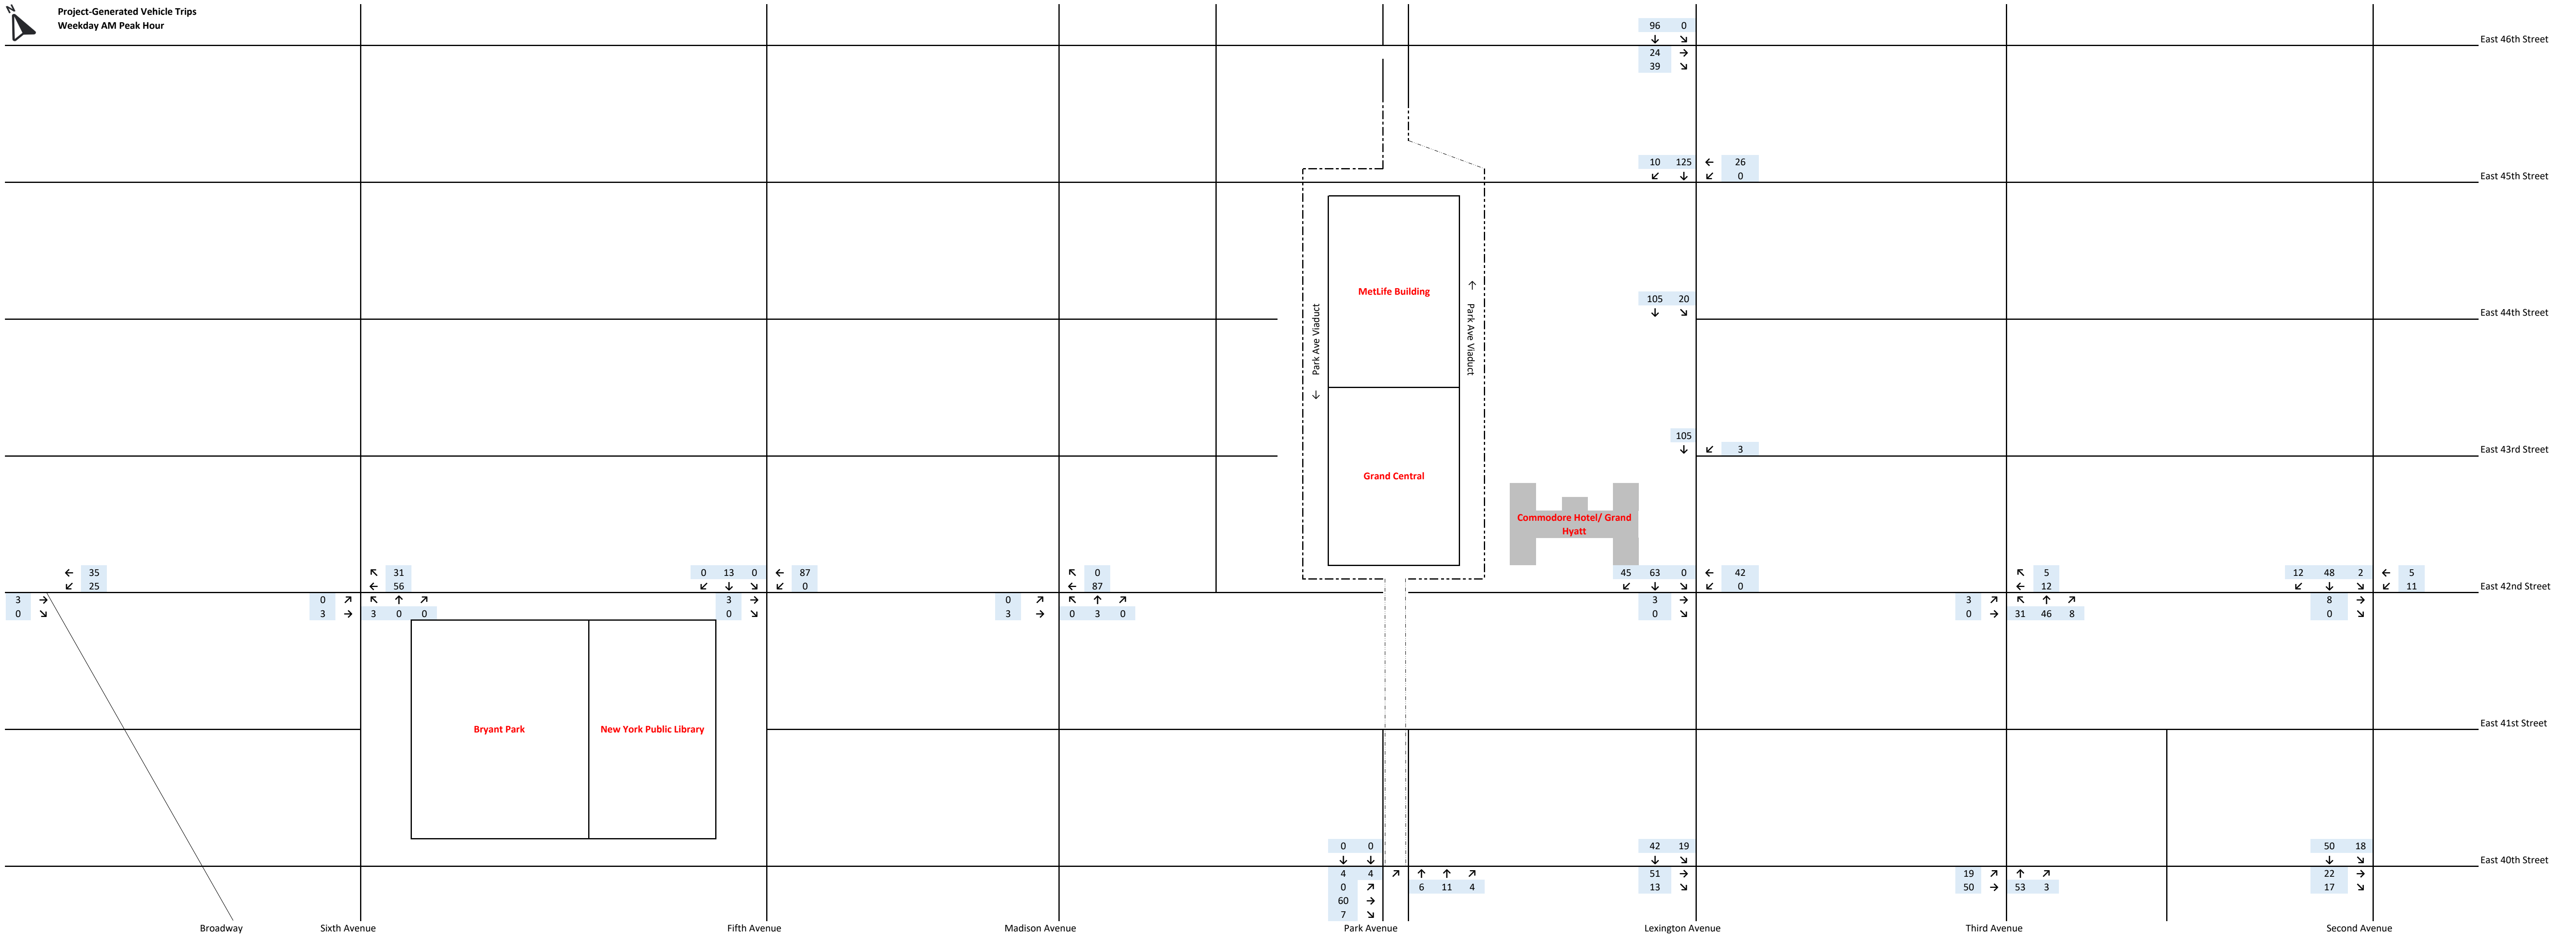 N
Project-Generated Vehicle Trips
Weekday AM Peak Hour
96 0
↓ ↘
East 46th Street
24 →
39 ↘
10 125 ← 26
↙ ↓ ↙ 0
East 45th Street
MetLife Building
↑
Park Ave Viaduct
Park Ave Viaduct
↓
105 20
↓ ↘
East 44th Street
105
↓ ↙ 3
East 43rd Street
Grand Central
Commodore Hotel/ Grand
Hyatt
← 35 ↖ 31 0 13 0 ← 87 ↖ 0 45 63 0 ← 42 ↖ 5 12 48 2 ← 5
↙ 25 ← 56 ↙ ↓ ↘ ↙ 0 ← 87 ↙ ↓ ↘ ↙ 0 ← 12 ↙ ↓ ↘ ↙ 11
East 42nd Street
3 → 0 ↗ ↖ ↑ ↗ 3 → 0 ↗ ↖ ↑ ↗ 3 → 3 ↗ ↖ ↑ ↗ 8 →
0 ↘ 3 → 3 0 0 0 ↘ 3 → 0 3 0 0 ↘ 0 → 31 46 8 0 ↘
Bryant Park
New York Public Library
East 41st Street
0 0 42 19 50 18
↓ ↓ ↓ ↘ ↓ ↘
East 40th Street
4 4 ↗ ↑ ↑ ↗ 51 → 19 ↗ ↑ ↗ 22 →
0 ↗ 6 11 4 13 ↘ 50 → 53 3 17 ↘
60 →
7 ↘
Broadway
Sixth Avenue
Fifth Avenue
Madison Avenue
Park Avenue
Lexington Avenue
Third Avenue
Second Avenue